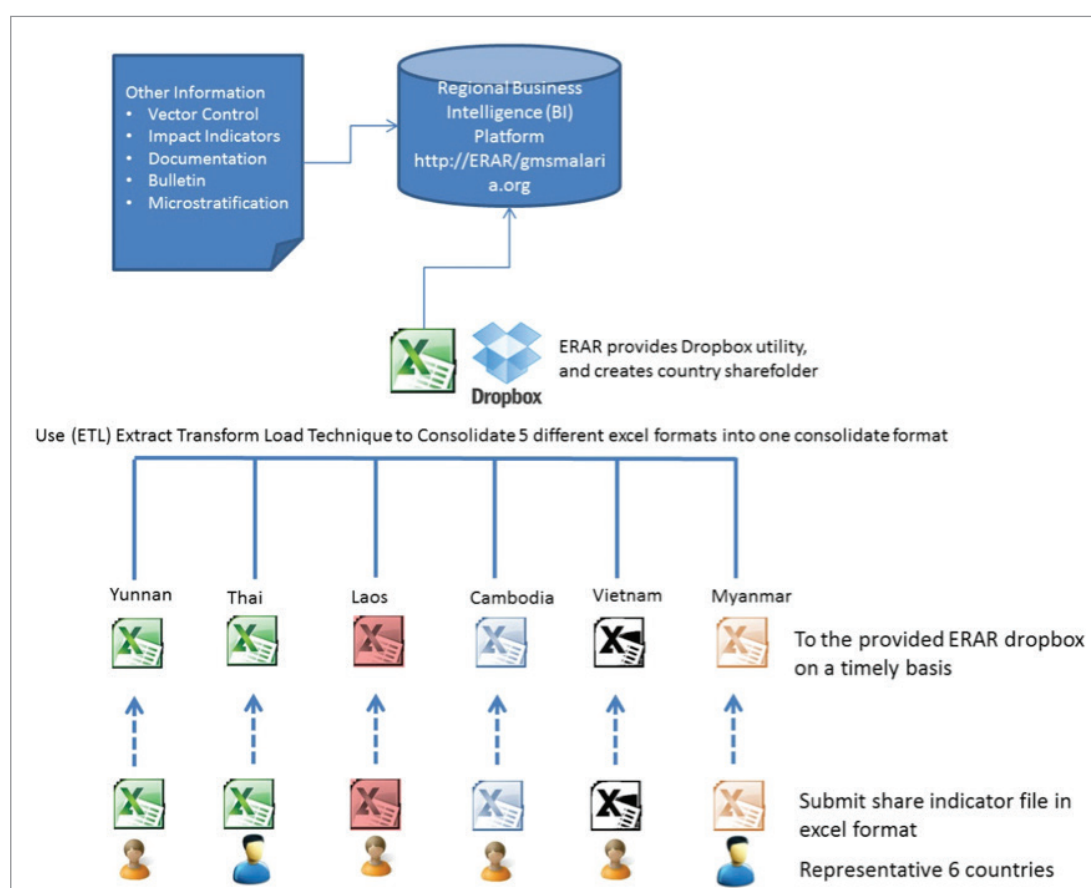 Other Information
• Vector Control
• Impact Indicators
• Documentation
• Bulletin
• Microstratification
Regional Business
Intelligence (BI)
Platform
http://ERAR/gmsmalari
a.org
ERAR provides Dropbox utility,
and creates country sharefolder
Dropbox
Use (ETL) Extract Transform Load Technique to Consolidate 5 different excel formats into one consolidate format
Yunnan
Thai
Laos
Cambodia
Vietnam
Myanmar
To the provided ERAR dropbox
on a timely basis
Submit share indicator file in
excel format
Representative 6 countries